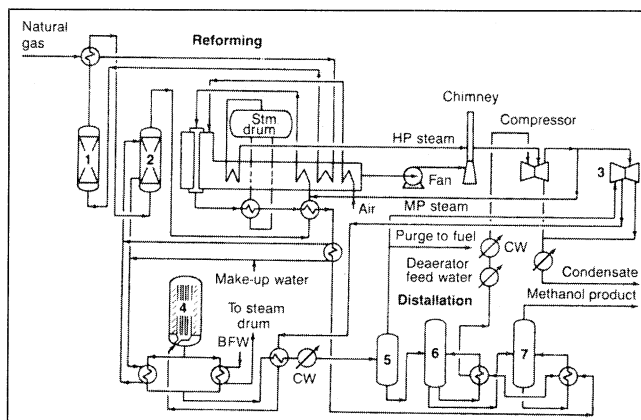 Natural
gas
Reforming
Chimney
Stm
drum
Compressor
HP steam
1
2
3
Fan
Air
MP steam
Purge to fuel
CW
Make-up water
Deaerator
feed water
Condensate
4
To steam
drum
Distallation
Methanol product
BFW
CW
5
6
7